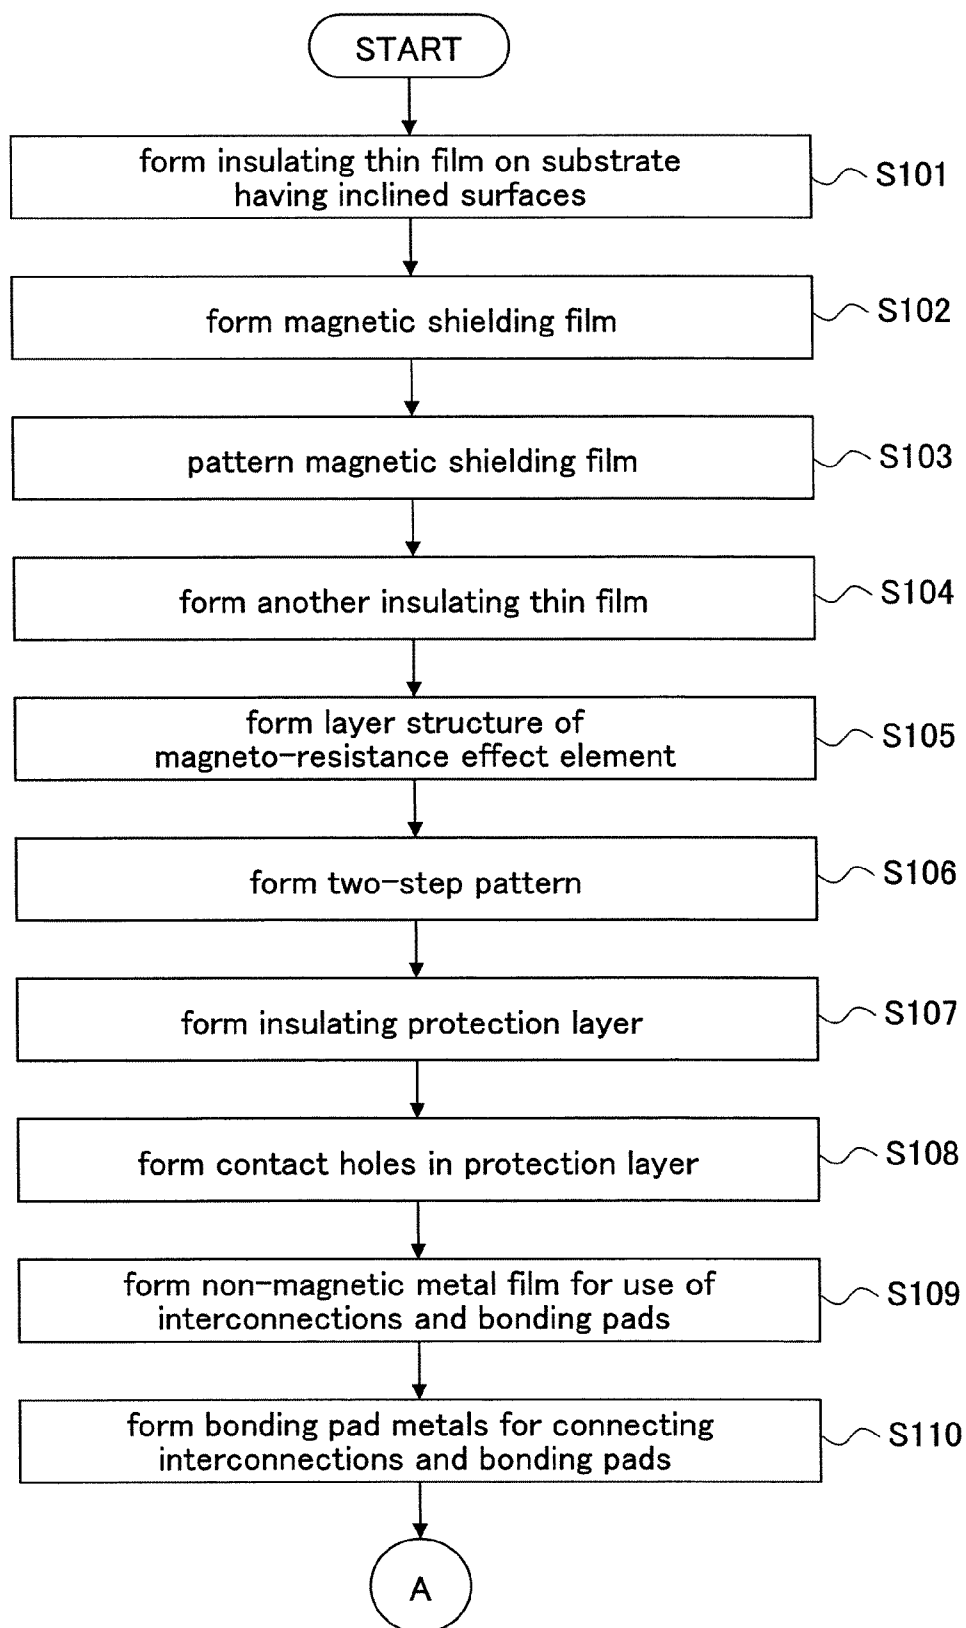 START
form insulating thin film on substrate
having inclined surfaces
S101
form magnetic shielding film
S102
pattern magnetic shielding film
S103
form another insulating thin film
S104
form layer structure of
magneto-resistance effect element
S105
form two-step pattern
S106
form insulating protection layer
S107
form contact holes in protection layer
S108
form non-magnetic metal film for use of
interconnections and bonding pads
S109
form bonding pad metals for connecting
interconnections and bonding pads
S110
A